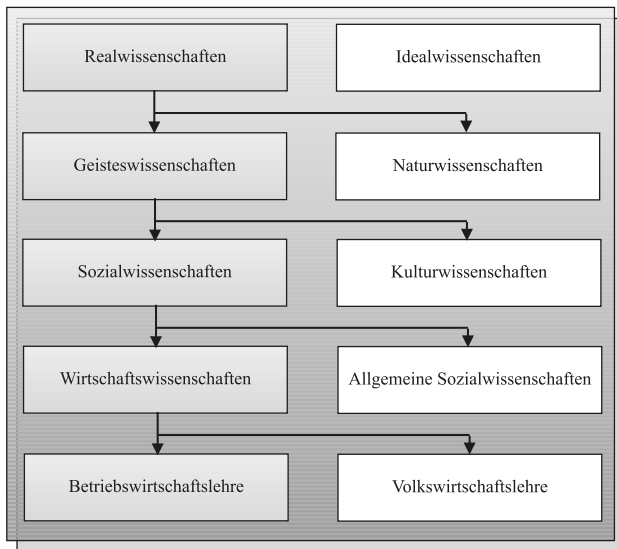 Realwissenschaften
Idealwissenschaften
Geisteswissenschaften
Naturwissenschaften
Sozialwissenschaften
Kulturwissenschaften
Wirtschaftswissenschaften
Allgemeine Sozialwissenschaften
Betriebswirtschaftslehre
Volkswirtschaftslehre